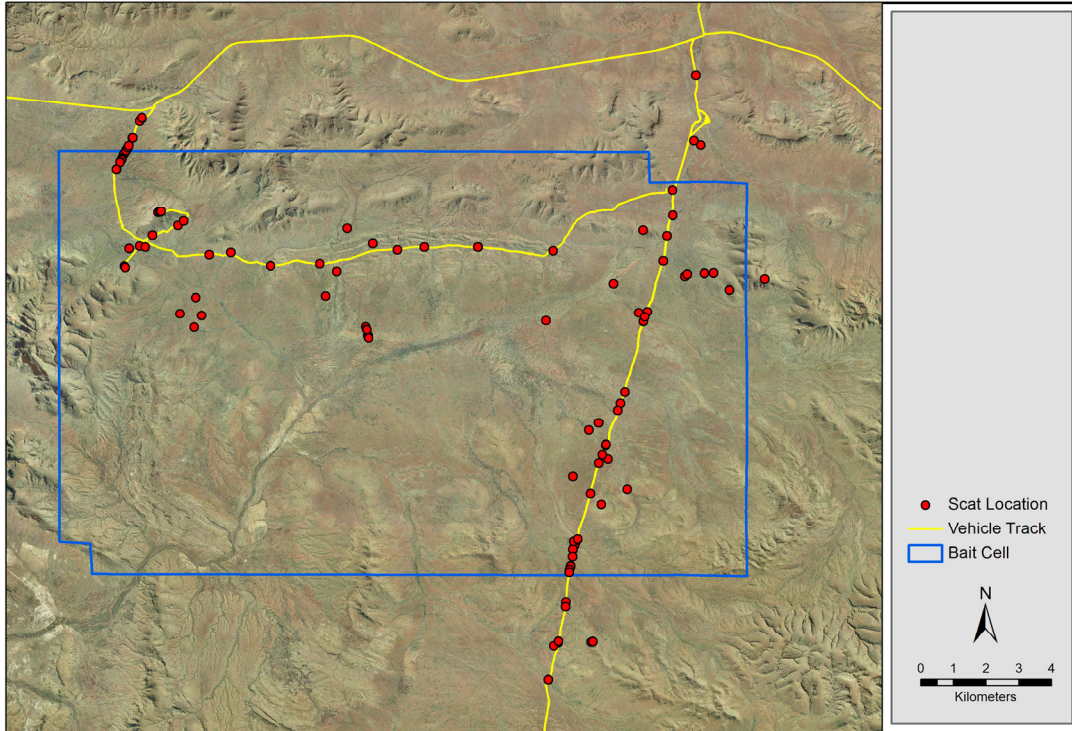 Scat Location
Vehicle Track
Bait Cell
N
0 1 2 3 4
Kilometers